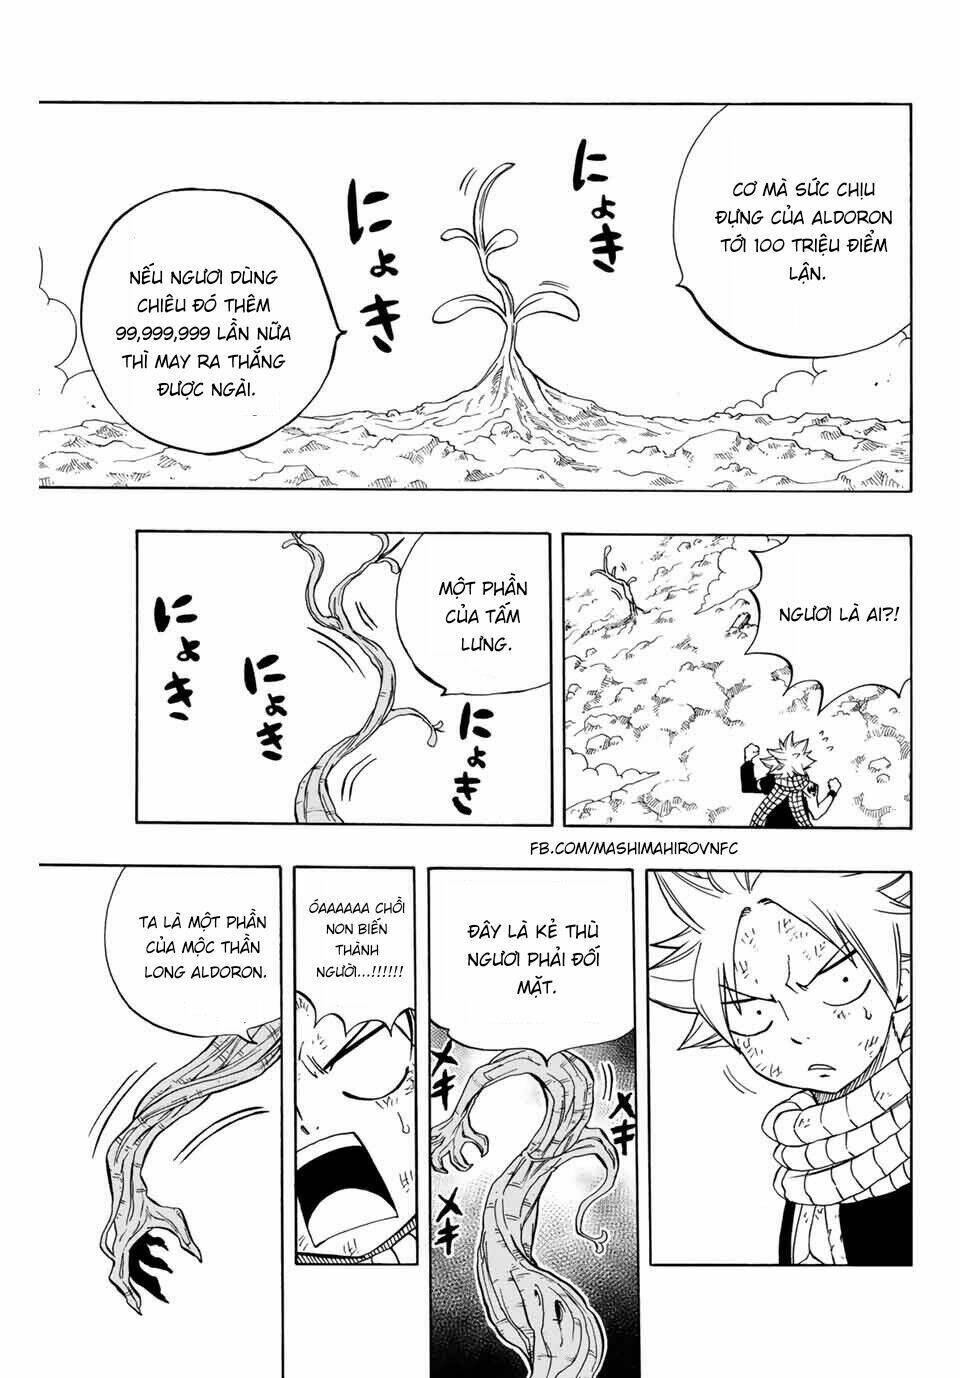 CƠ MÀ SỨC CHỊU
ĐỰNG CỦA ALDORON
TỚI 100 TRIỆU ĐIỂM
LẬN.
にょき
にょき
NẾU NGƯƠI DÙNG
CHIÊU ĐÓ THÊM
99,999,999 LẦN NỮA
THÌ MAY RA THẮNG
ĐƯỢC NGÀI.
NGƯƠI LÀ AI?!
MỘT PHẦN
CỦA TẤM
LƯNG.
にょき
にょき
にょき
FB.COM/MASHIMAHIROVNFC
ĐÂY LÀ KẺ THÙ
NGƯƠI PHẢI ĐỐI
MẶT.
メキ
メキ
メキ
ÓAAAAAA CHỒI
NON BIẾN
THÀNH
NGƯỜI...!!!!!!
TA LÀ MỘT PHẦN
CỦA MỘC THẦN
LONG ALDORON.